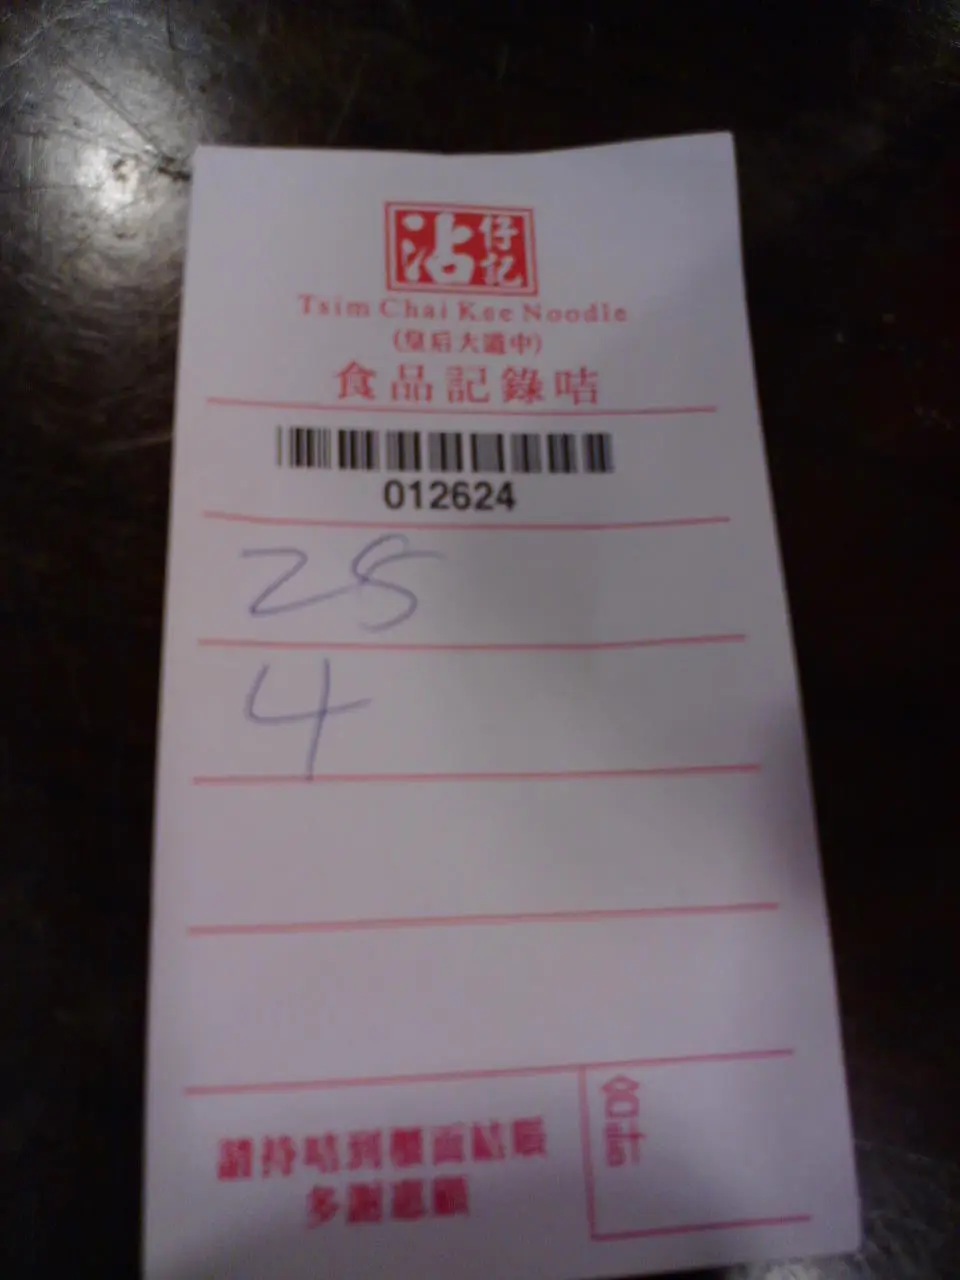 沾仔記
Tsim Chai Kee Noodle
(皇后大道中)
食品記錄咭
012624
28
4
合計
請持咭到櫃面結賬
多謝惠顧